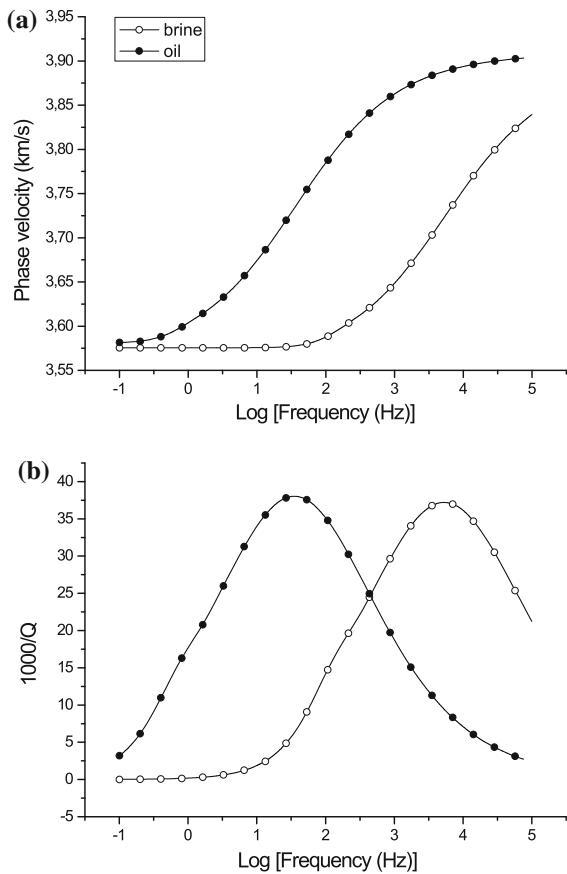 (a)
brine
oil
3,95
3,90
3,85
3,80
3,75
3,70
3,65
3,60
3,55
Phase velocity (km/s)
-1 0 1 2 3 4 5
Log [Frequency (Hz)]
(b)
40
35
30
25
20
15
10
5
0
-5
1000/Q
-1 0 1 2 3 4 5
Log [Frequency (Hz)]